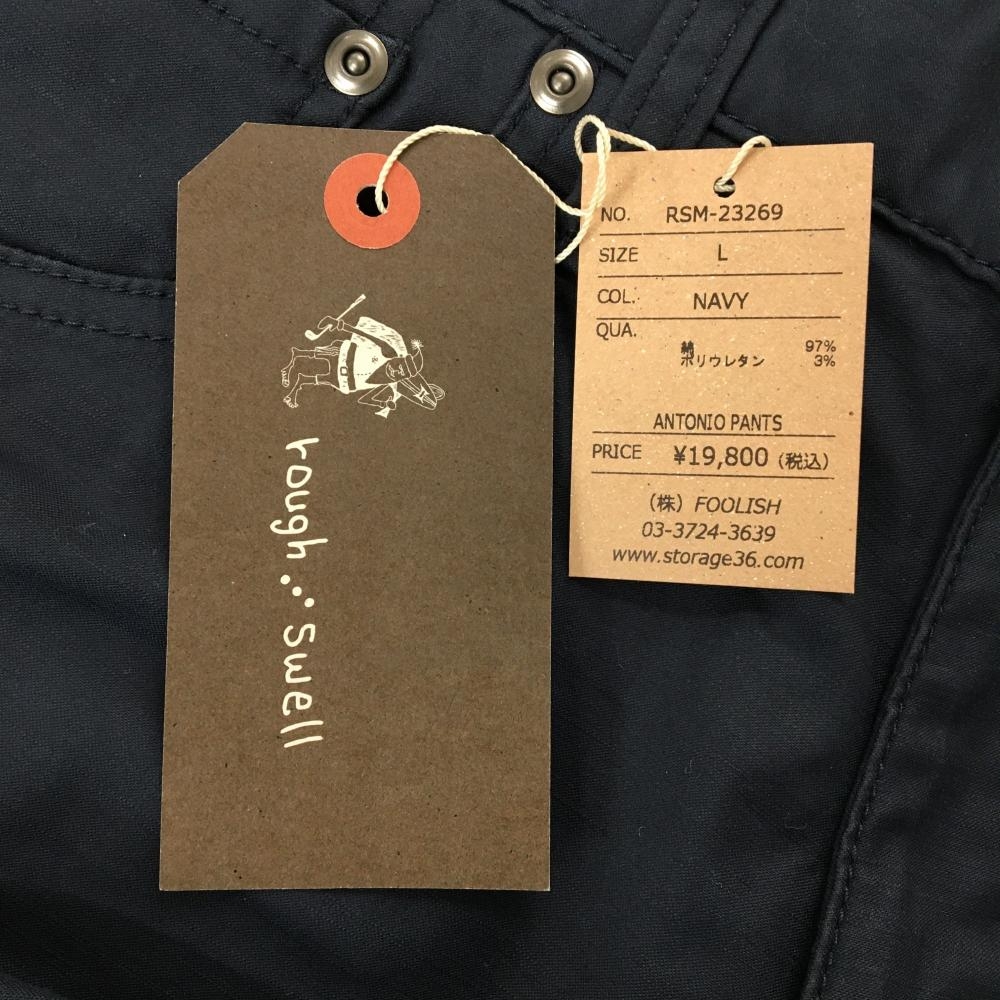 rough ∴ swell
NO. RSM-23269
SIZE L
COL. NAVY
QUA.
綿 97%
ポリウレタン 3%
ANTONIO PANTS
PRICE ¥19,800 (税込)
(株) FOOLISH
03-3724-3639
www.storage36.com